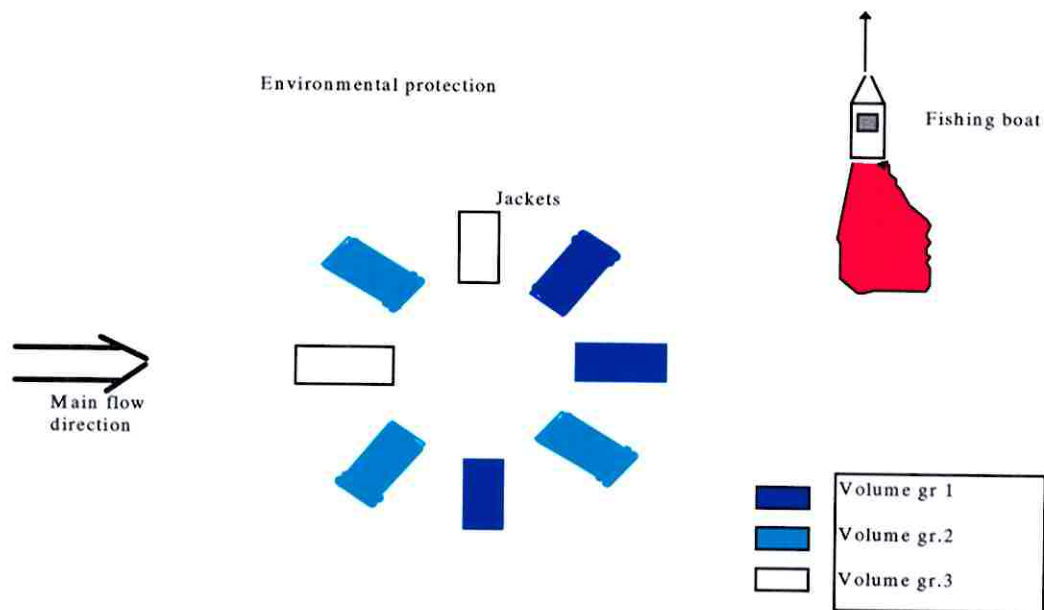 Environmental protection
Fishing boat
Jackets
Main flow
direction
Volume gr 1
Volume gr.2
Volume gr.3